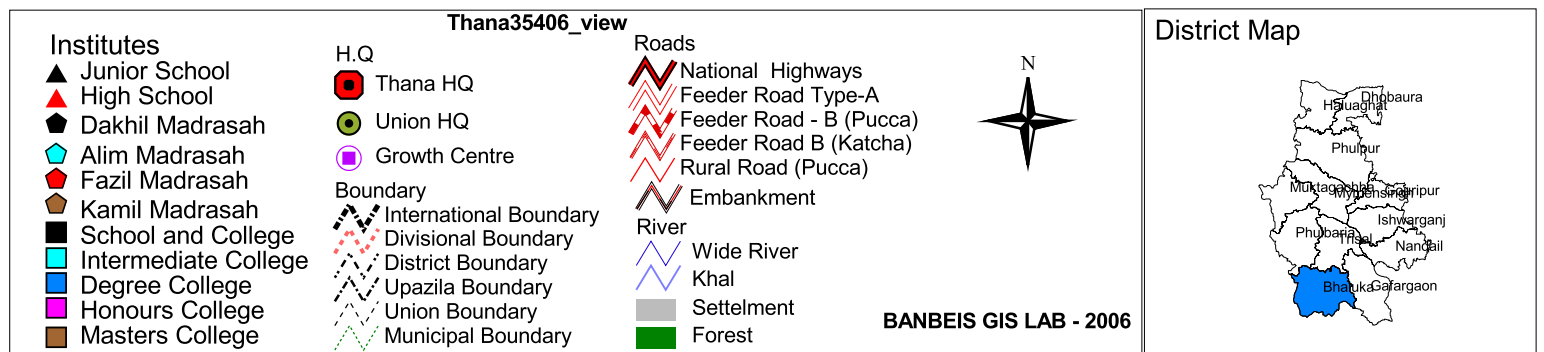 Thana35406_view
Institutes
Junior School
High School
Dakhil Madrasah
Alim Madrasah
Fazil Madrasah
Kamil Madrasah
School and College
Intermediate College
Degree College
Honours College
Masters College
H.Q
Thana HQ
Union HQ
Growth Centre
Boundary
International Boundary
Divisional Boundary
District Boundary
Upazila Boundary
Union Boundary
Municipal Boundary
Roads
National Highways
Feeder Road Type-A
Feeder Road - B (Pucca)
Feeder Road B (Katcha)
Rural Road (Pucca)
Embankment
River
Wide River
Khal
Settelment
Forest
N
BANBEIS GIS LAB - 2006
District Map
Dhobaura
Haluaghat
Phulpur
Muktagachha
Mymensingh
Gouripur
Ishwarganj
Phulbaria
Trisal
Nandail
Bhaluka
Gafargaon